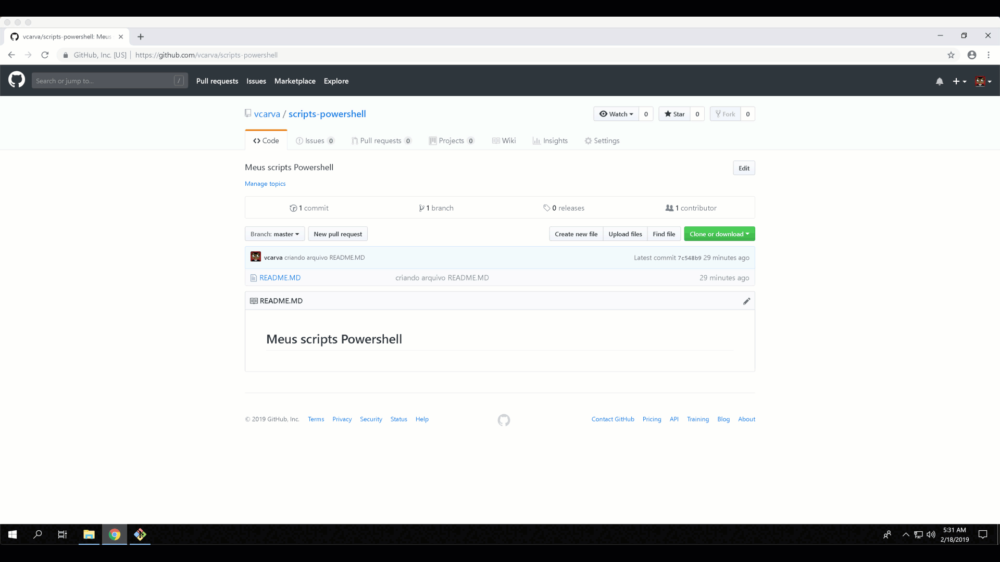 vcarva/scripts-powershell: Meus
GitHub, Inc. [US] | https://github.com/vcarva/scripts-powershell
Search or jump to... /
Pull requests Issues Marketplace Explore
vcarva / scripts-powershell
Watch 0 Star 0 Fork 0
Code Issues 0 Pull requests 0 Projects 0 Wiki Insights Settings
Meus scripts Powershell
Edit
Manage topics
1 commit 1 branch 0 releases 1 contributor
Branch: master New pull request Create new file Upload files Find file Clone or download
vcarva criando arquivo README.MD Latest commit 7c548b9 29 minutes ago
README.MD criando arquivo README.MD 29 minutes ago
README.MD
Meus scripts Powershell
© 2019 GitHub, Inc. Terms Privacy Security Status Help Contact GitHub Pricing API Training Blog About
5:31 AM
2/18/2019